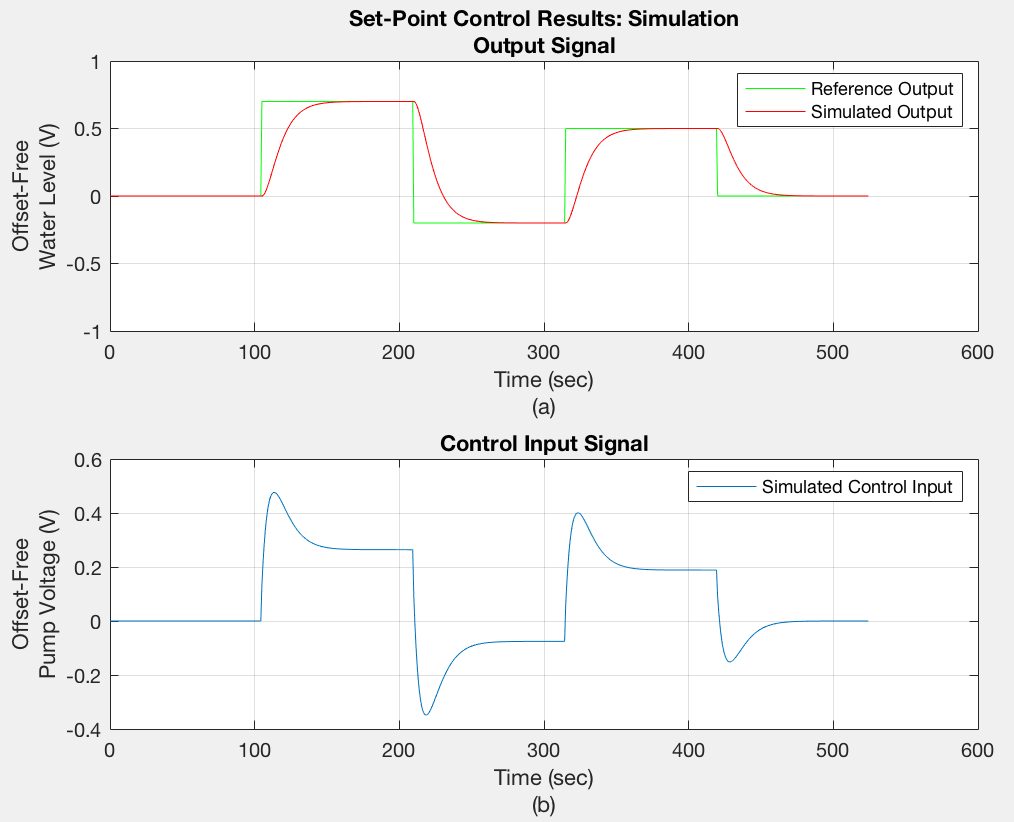 Set-Point Control Results: Simulation
Output Signal
1
0.5
0
-0.5
-1
Offset-Free
Water Level (V)
Reference Output
Simulated Output
0 100 200 300 400 500 600
Time (sec)
(a)
Control Input Signal
0.6
0.4
0.2
0
-0.2
-0.4
Offset-Free
Pump Voltage (V)
Simulated Control Input
0 100 200 300 400 500 600
Time (sec)
(b)